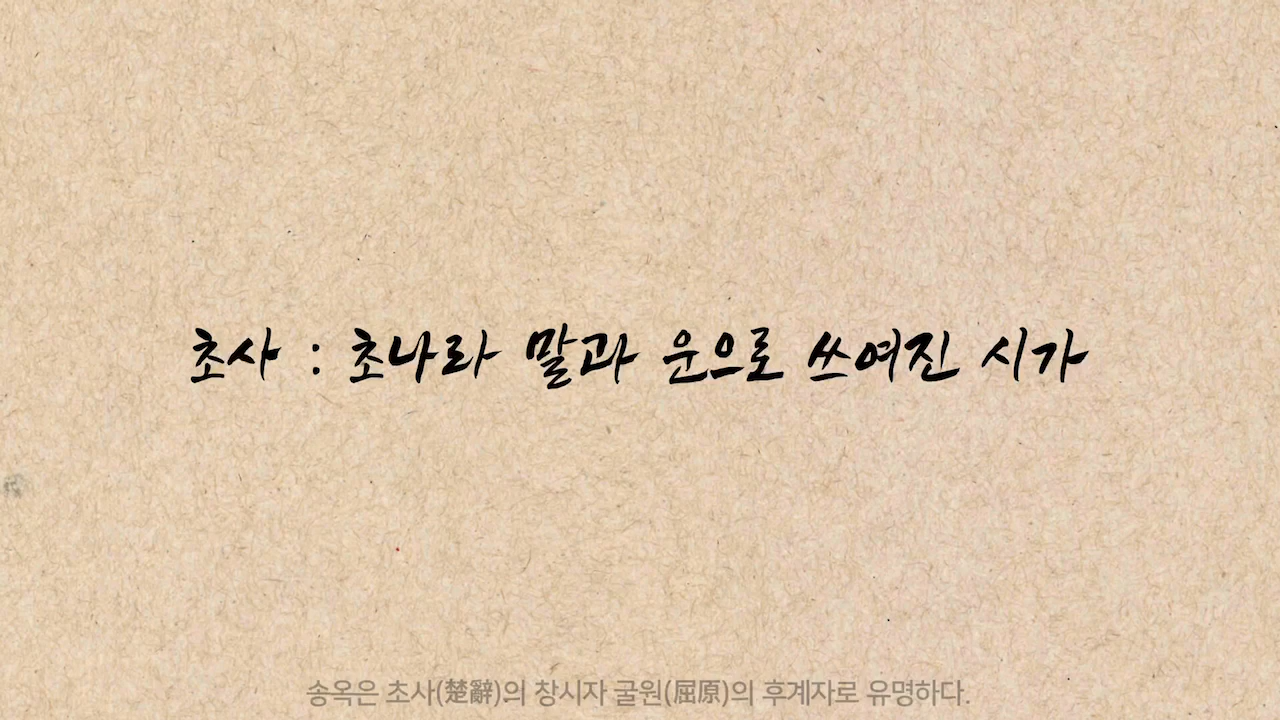 초사 : 초나라 말과 운으로 쓰여진 시가
송옥은 초사(楚辭)의 창시자 굴원(屈原)의 후계자로 유명하다.